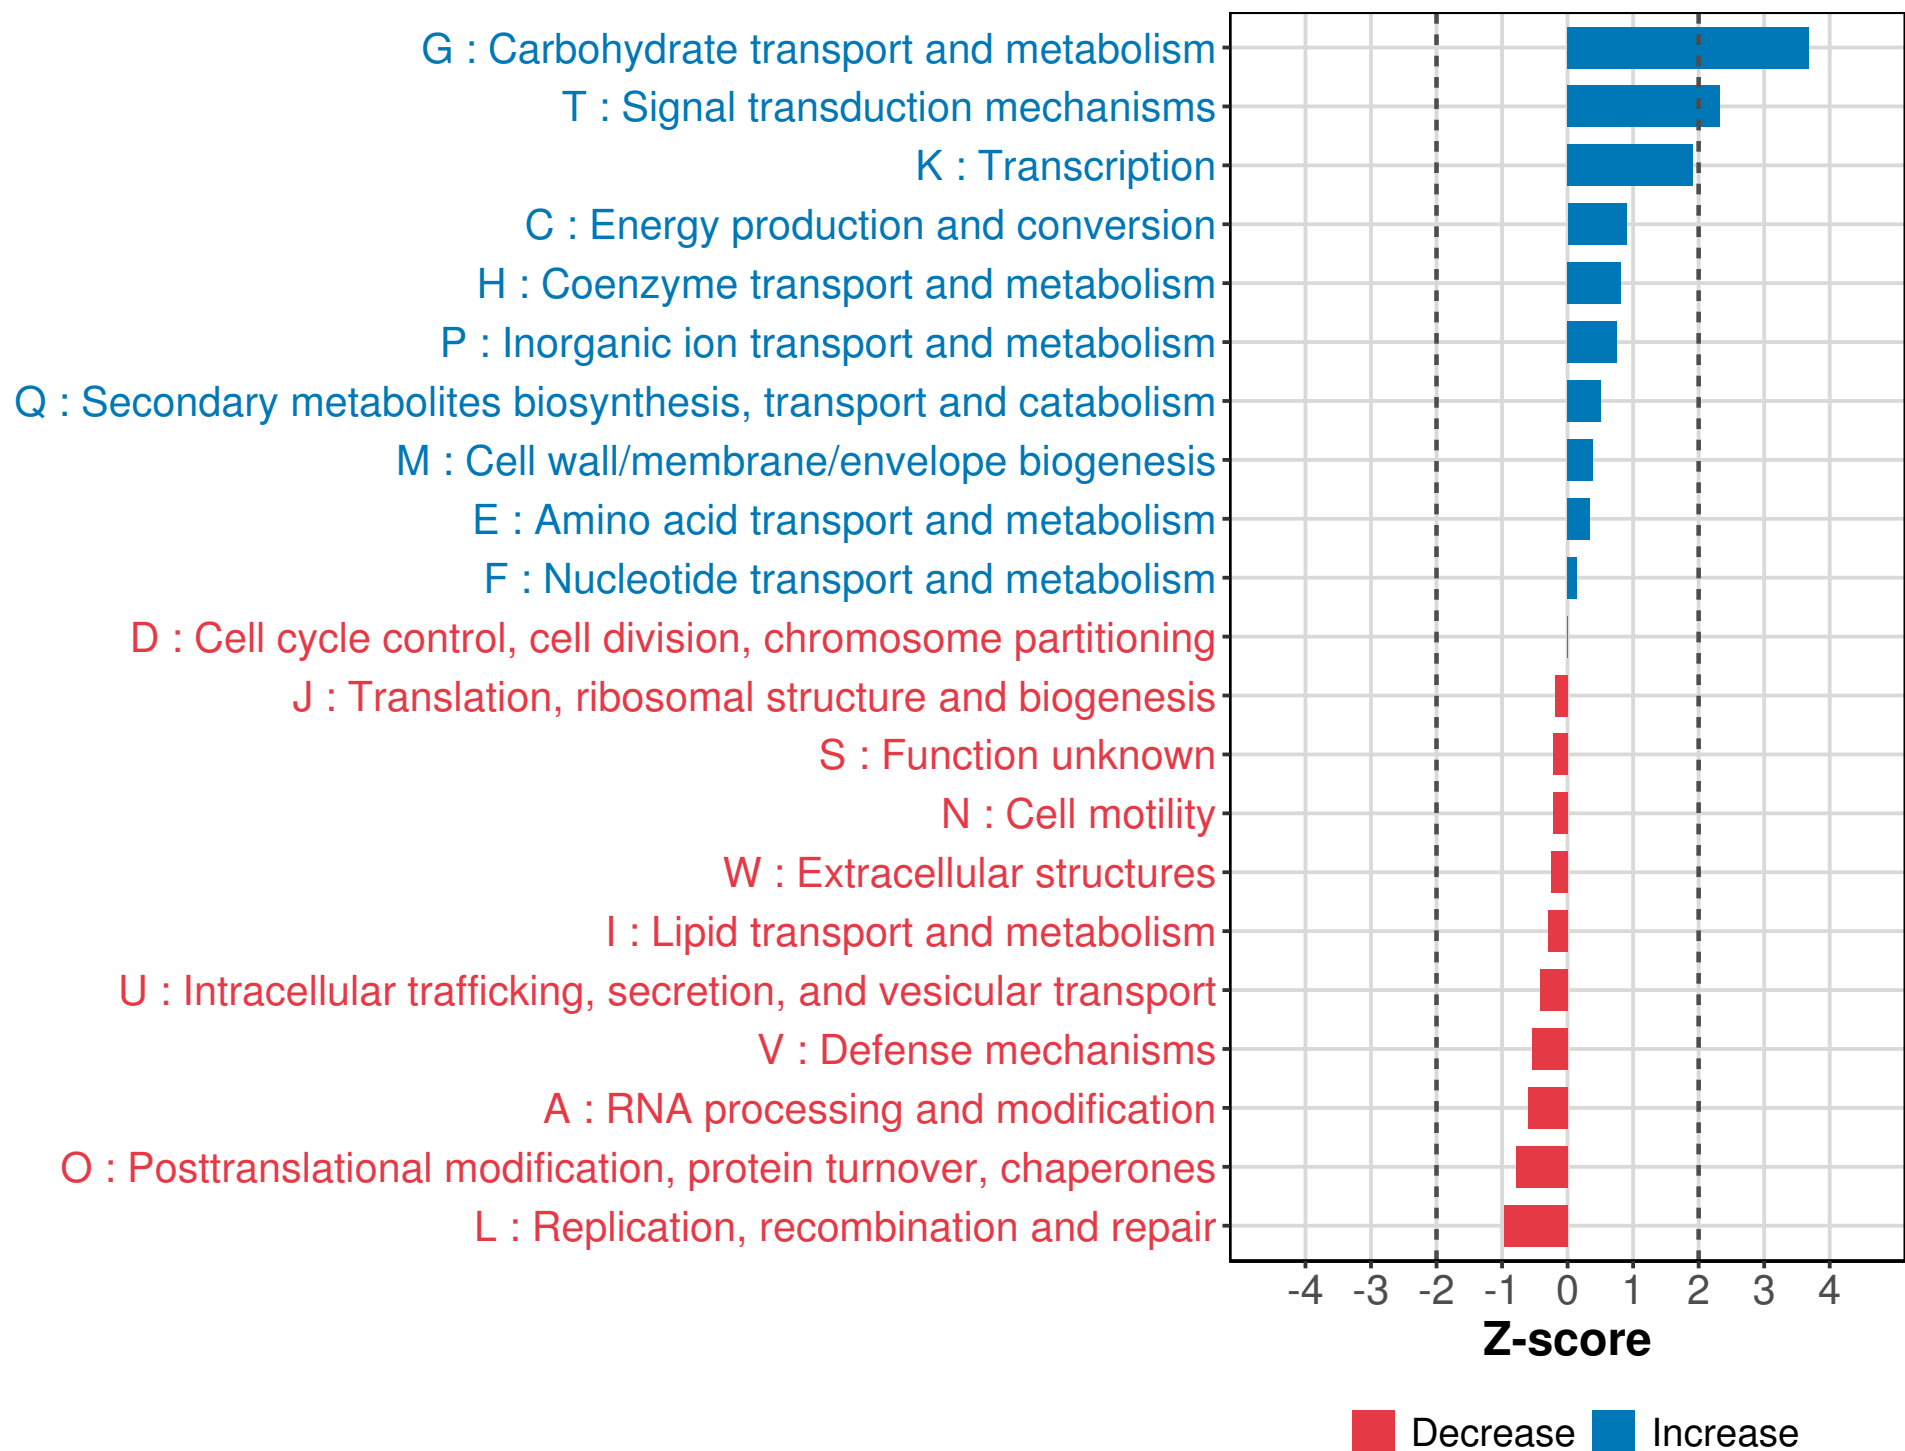 G : Carbohydrate transport and metabolism
T : Signal transduction mechanisms
K : Transcription
C : Energy production and conversion
H : Coenzyme transport and metabolism
P : Inorganic ion transport and metabolism
Q : Secondary metabolites biosynthesis, transport and catabolism
M : Cell wall/membrane/envelope biogenesis
E : Amino acid transport and metabolism
F : Nucleotide transport and metabolism
D : Cell cycle control, cell division, chromosome partitioning
J : Translation, ribosomal structure and biogenesis
S : Function unknown
N : Cell motility
W : Extracellular structures
I : Lipid transport and metabolism
U : Intracellular trafficking, secretion, and vesicular transport
V : Defense mechanisms
A : RNA processing and modification
O : Posttranslational modification, protein turnover, chaperones
L : Replication, recombination and repair
-4 -3 -2 -1 0 1 2 3 4
Z-score
Decrease Increase